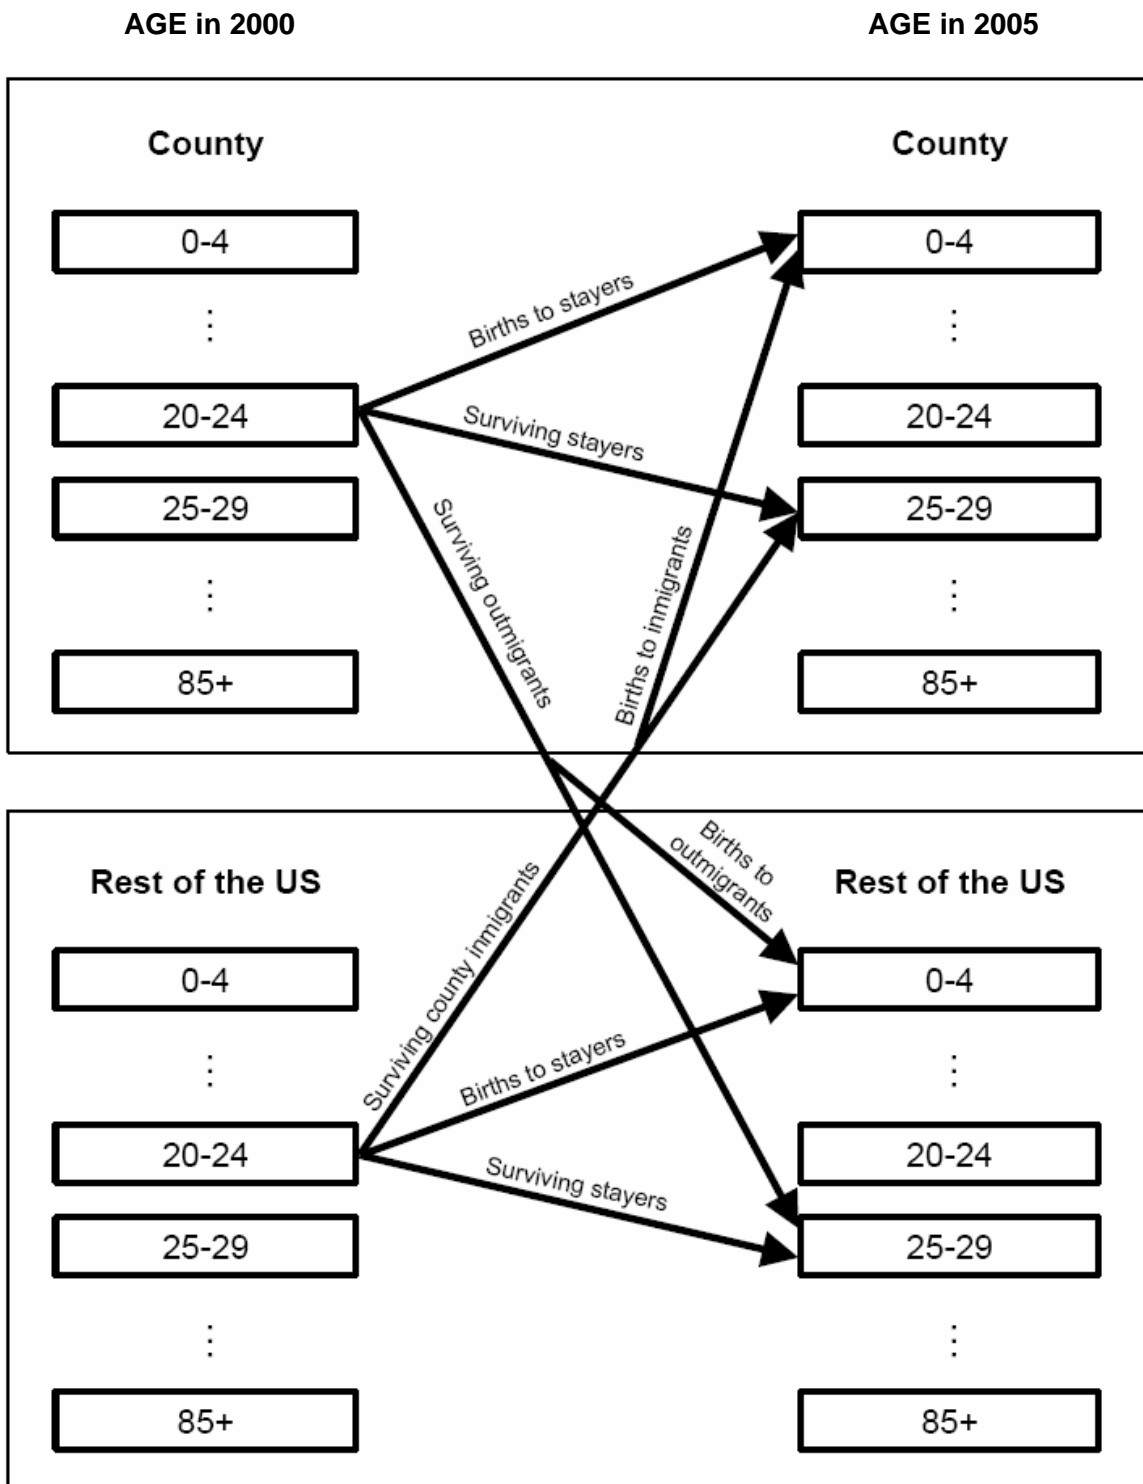 AGE in 2000
AGE in 2005
County
County
0-4
0-4
⋮
⋮
Births to stayers
20-24
20-24
Surviving stayers
25-29
25-29
Surviving outmigrants
Births to inmigrants
⋮
⋮
85+
85+
Births to
outmigrants
Rest of the US
Rest of the US
Surviving county inmigrants
0-4
0-4
⋮
⋮
Births to stayers
20-24
20-24
Surviving stayers
25-29
25-29
⋮
⋮
85+
85+